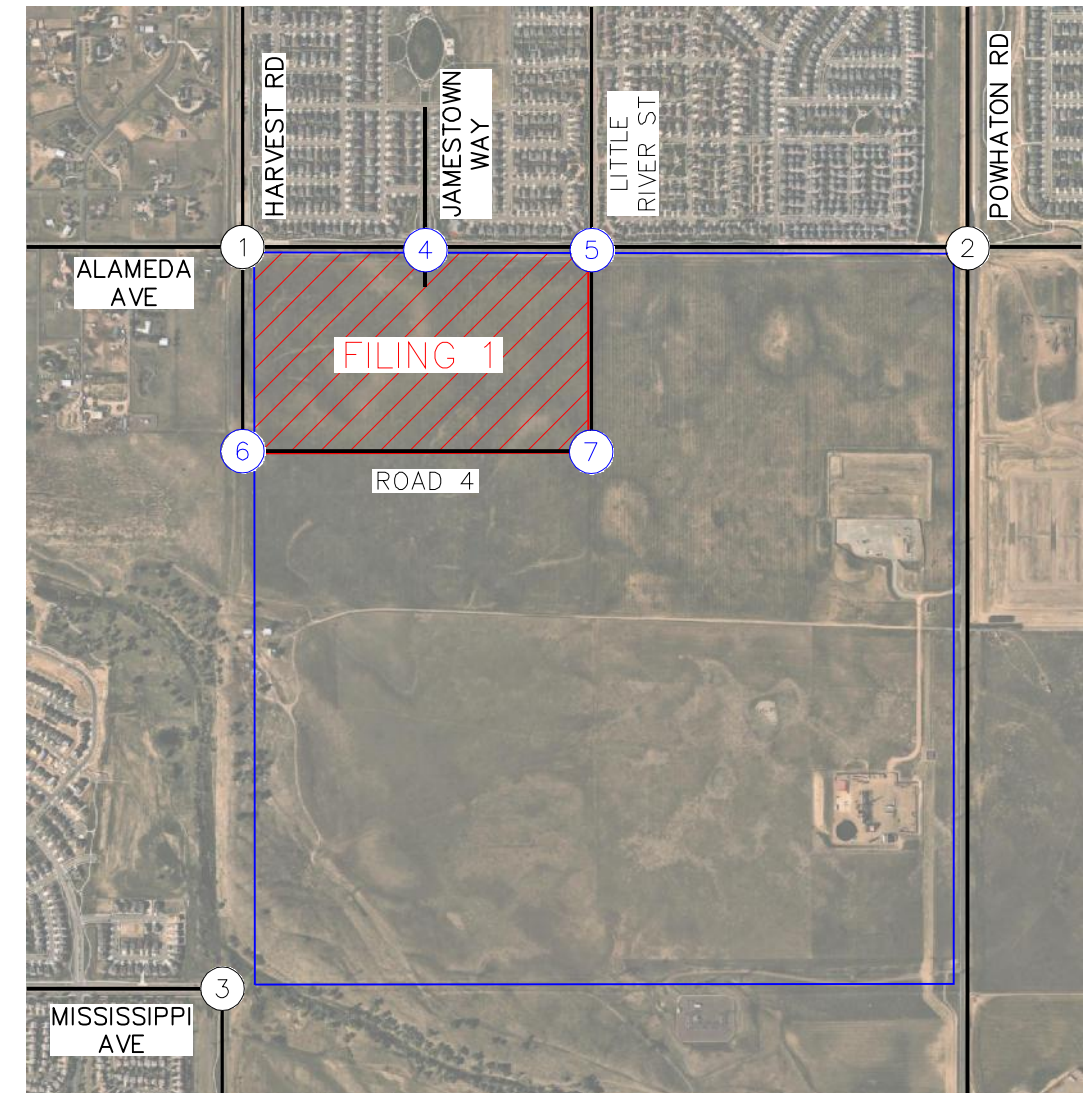 HARVEST RD
JAMESTOWN
WAY
LITTLE
RIVER ST
POWHATON RD
1
4
5
2
ALAMEDA
AVE
FILING 1
6
7
ROAD 4
3
MISSISSIPPI
AVE